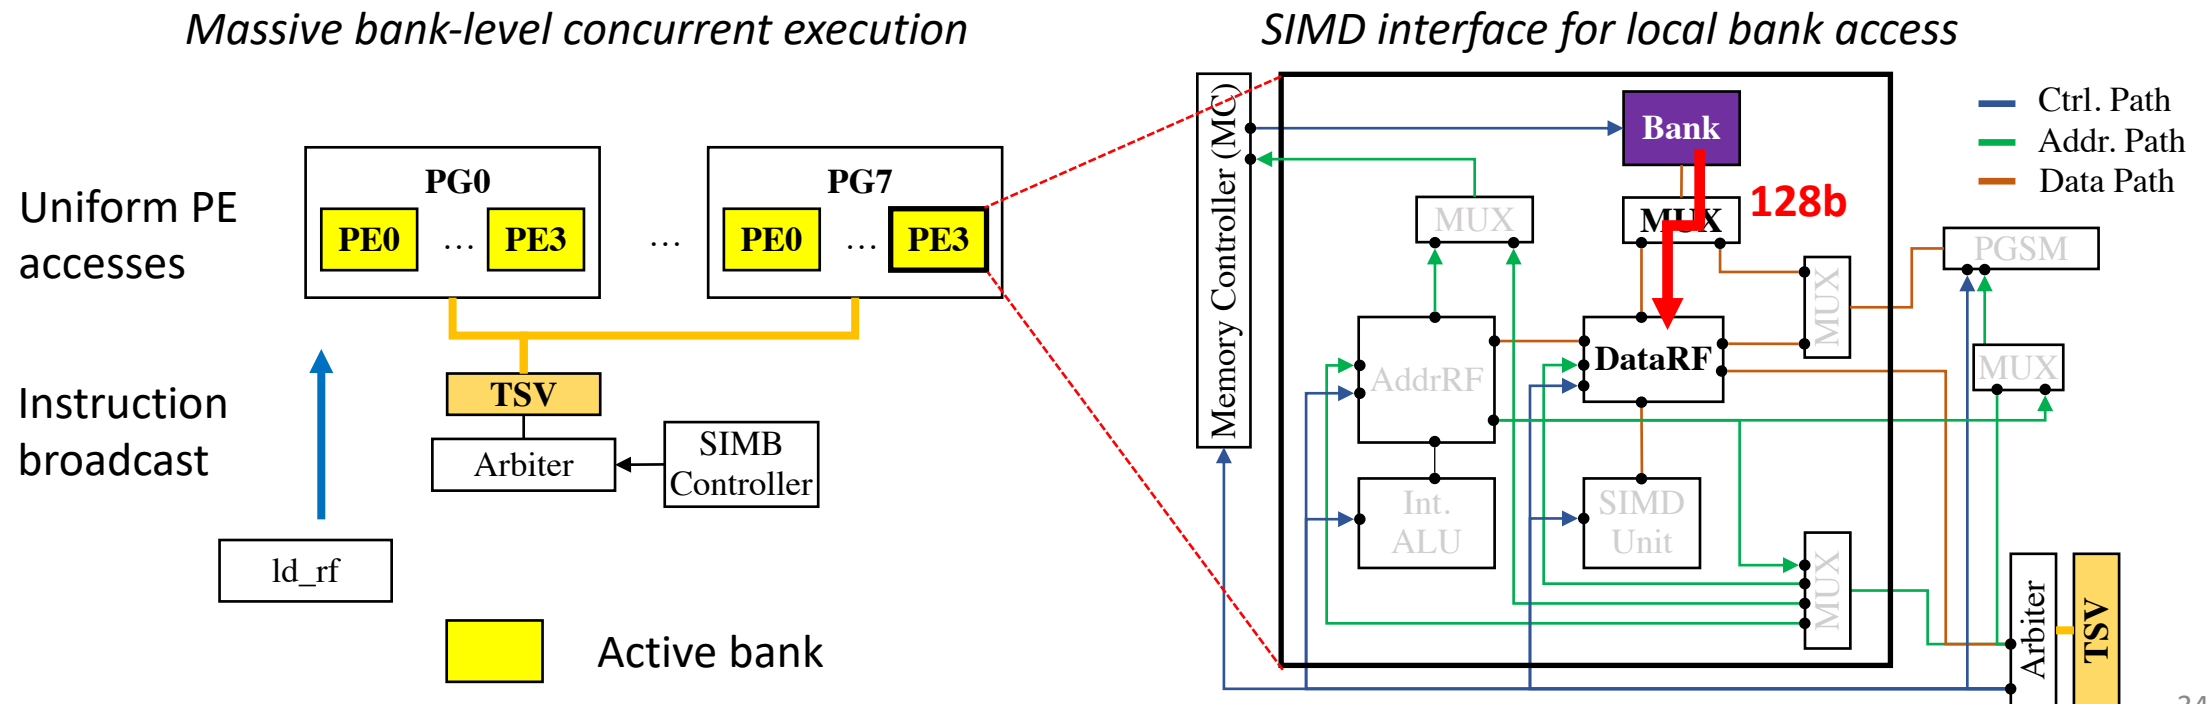 Massive bank-level concurrent execution
SIMD interface for local bank access
Uniform PE
accesses
PG0
PE0 ... PE3
...
PG7
PE0 ... PE3
Instruction
broadcast
TSV
Arbiter
SIMB
Controller
ld_rf
Active bank
Memory Controller (MC)
Bank
128b
MUX
MUX
MUX
PGSM
MUX
AddrRF
DataRF
Int.
ALU
SIMD
Unit
MUX
Arbiter
TSV
Ctrl. Path
Addr. Path
Data Path